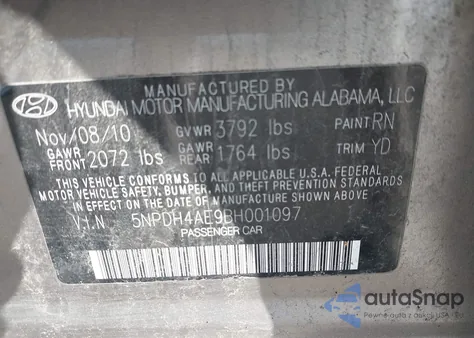 MANUFACTURED BY
HYUNDAI MOTOR MANUFACTURING ALABAMA, LLC
Nov/08/10 GVWR 3792 lbs PAINT RN
GAWR FRONT 2072 lbs GAWR REAR 1764 lbs TRIM YD
THIS VEHICLE CONFORMS TO ALL APPLICABLE U.S.A. FEDERAL
MOTOR VEHICLE SAFETY, BUMPER, AND THEFT PREVENTION
STANDARDS IN EFFECT ON THE DATE OF MANUFACTURE SHOWN ABOVE.
V.I.N. 5NPDH4AE9BH001097
PASSENGER CAR
autoSnap